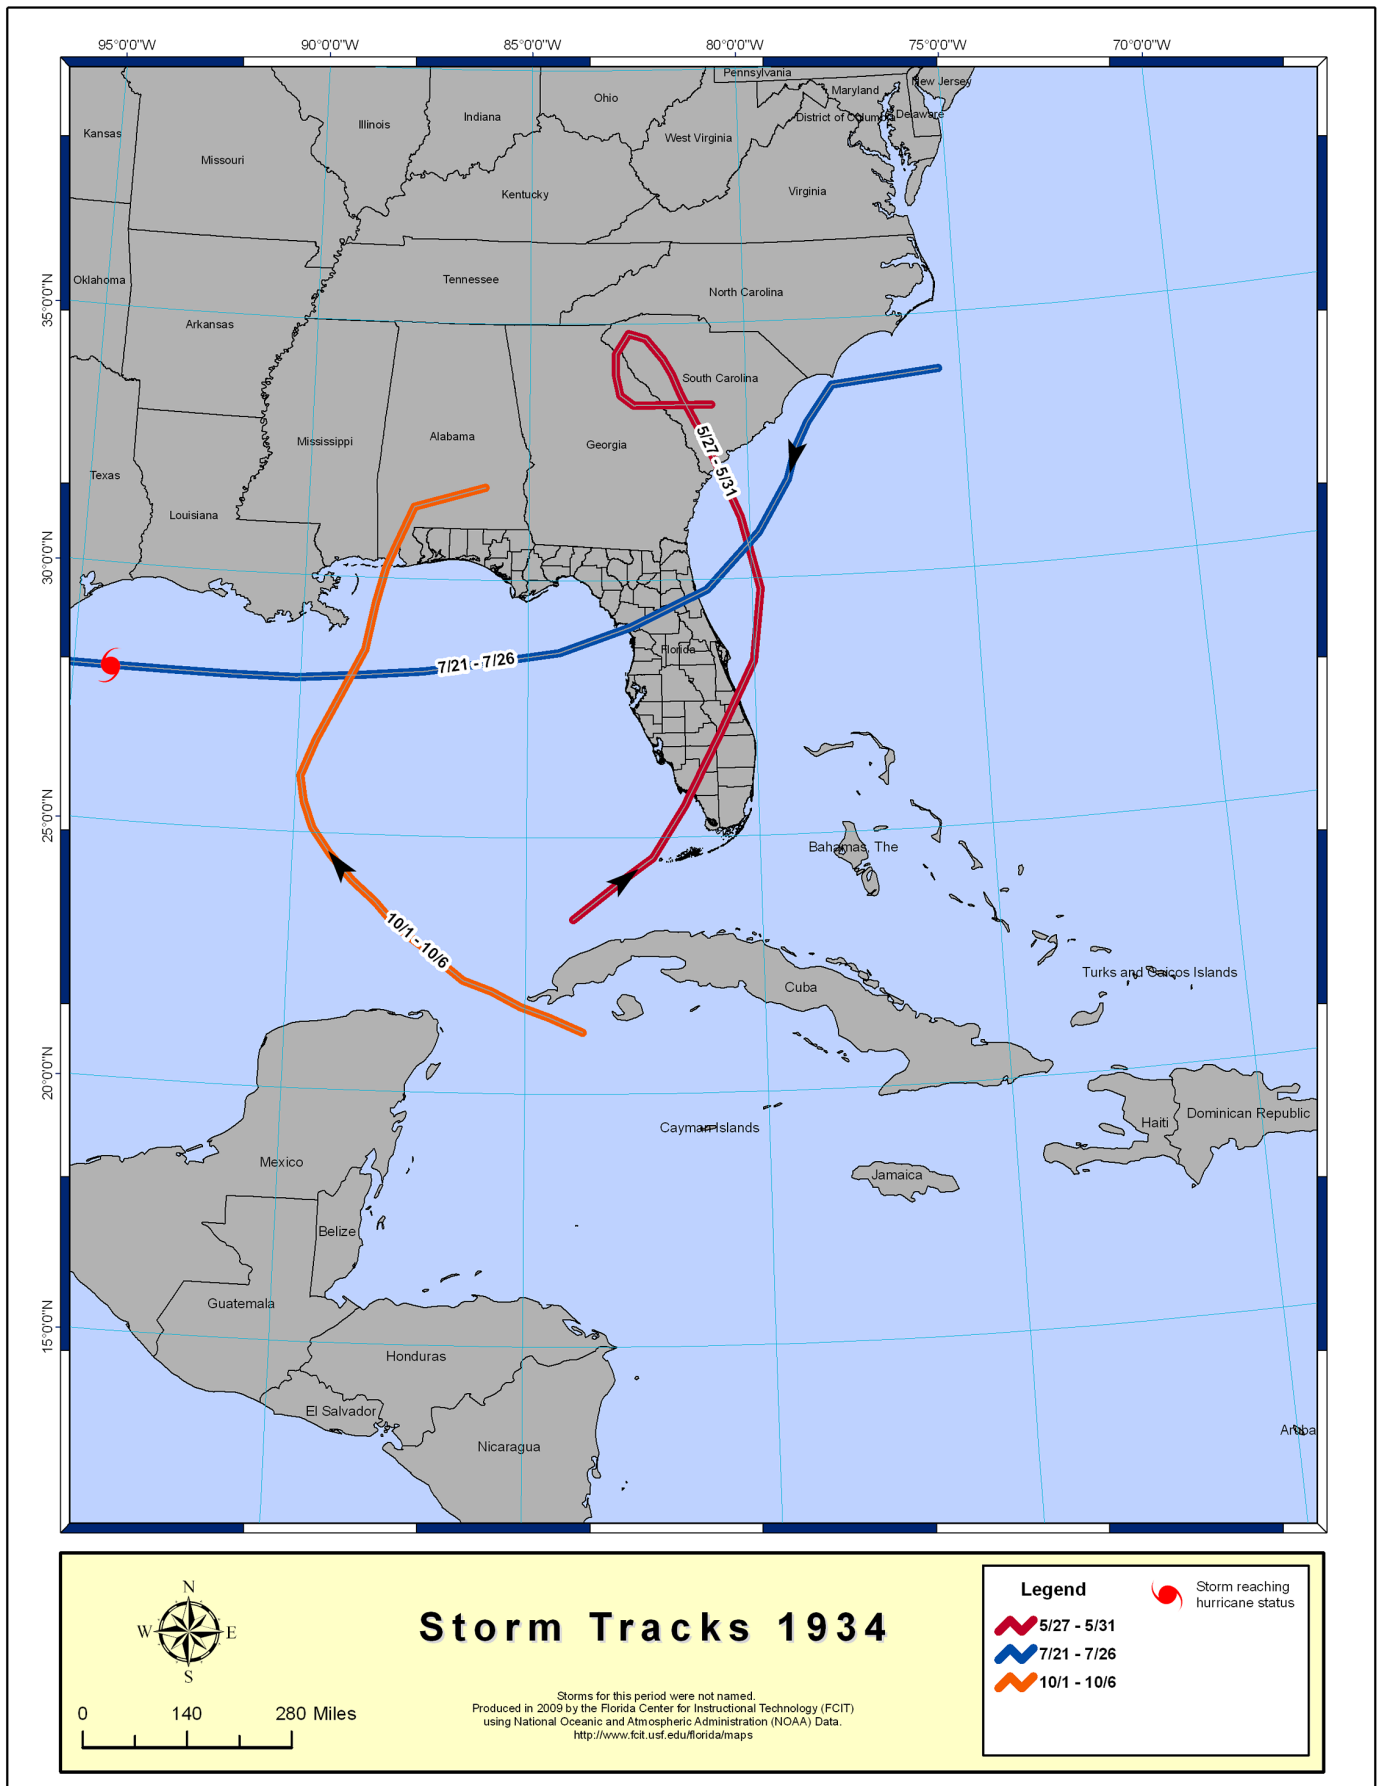 95°0'0"W 90°0'0"W 85°0'0"W 80°0'0"W 75°0'0"W 70°0'0"W
Pennsylvania
New Jersey
Maryland
Ohio
District of Columbia
Delaware
Indiana
Illinois
Kansas
West Virginia
Missouri
Virginia
Kentucky
Oklahoma
Tennessee
North Carolina
35°0'0"N
Arkansas
South Carolina
Mississippi
Alabama
Georgia
5/27 - 5/31
Texas
Louisiana
30°0'0"N
Florida
7/21 - 7/26
25°0'0"N
Bahamas, The
10/1 - 10/6
Turks and Caicos Islands
Cuba
20°0'0"N
Dominican Republic
Haiti
Cayman Islands
Mexico
Jamaica
Belize
Guatemala
15°0'0"N
Honduras
El Salvador
Aruba
Nicaragua
N
W E
S
0 140 280 Miles
Storm Tracks 1934
Storms for this period were not named.
Produced in 2009 by the Florida Center for Instructional Technology (FCIT)
using National Oceanic and Atmospheric Administration (NOAA) Data.
http://www.fcit.usf.edu/florida/maps
Legend
5/27 - 5/31
7/21 - 7/26
10/1 - 10/6
Storm reaching
hurricane status